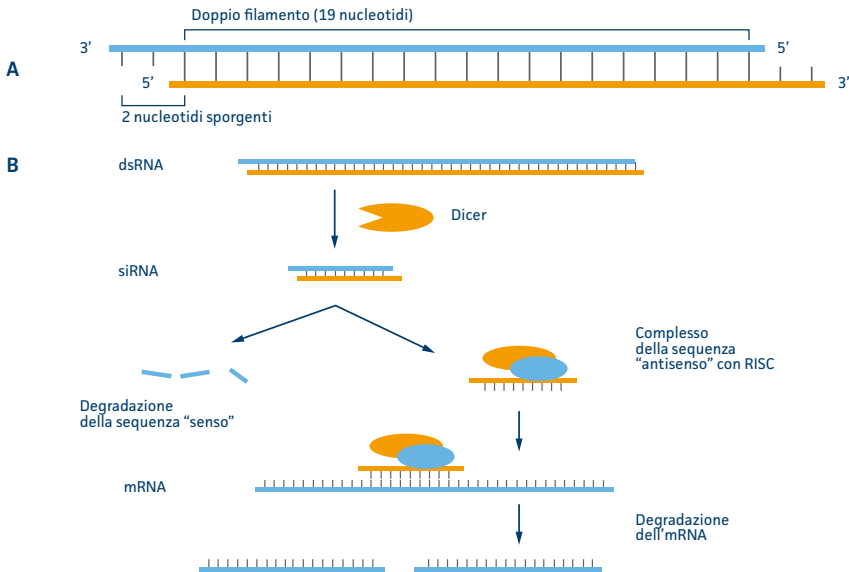 Doppio filamento (19 nucleotidi)
3’
5’
A
5’
3’
2 nucleotidi sporgenti
B
dsRNA
Dicer
siRNA
Complesso
della sequenza
“antisenso” con RISC
Degradazione
della sequenza “senso”
mRNA
Degradazione
dell’mRNA